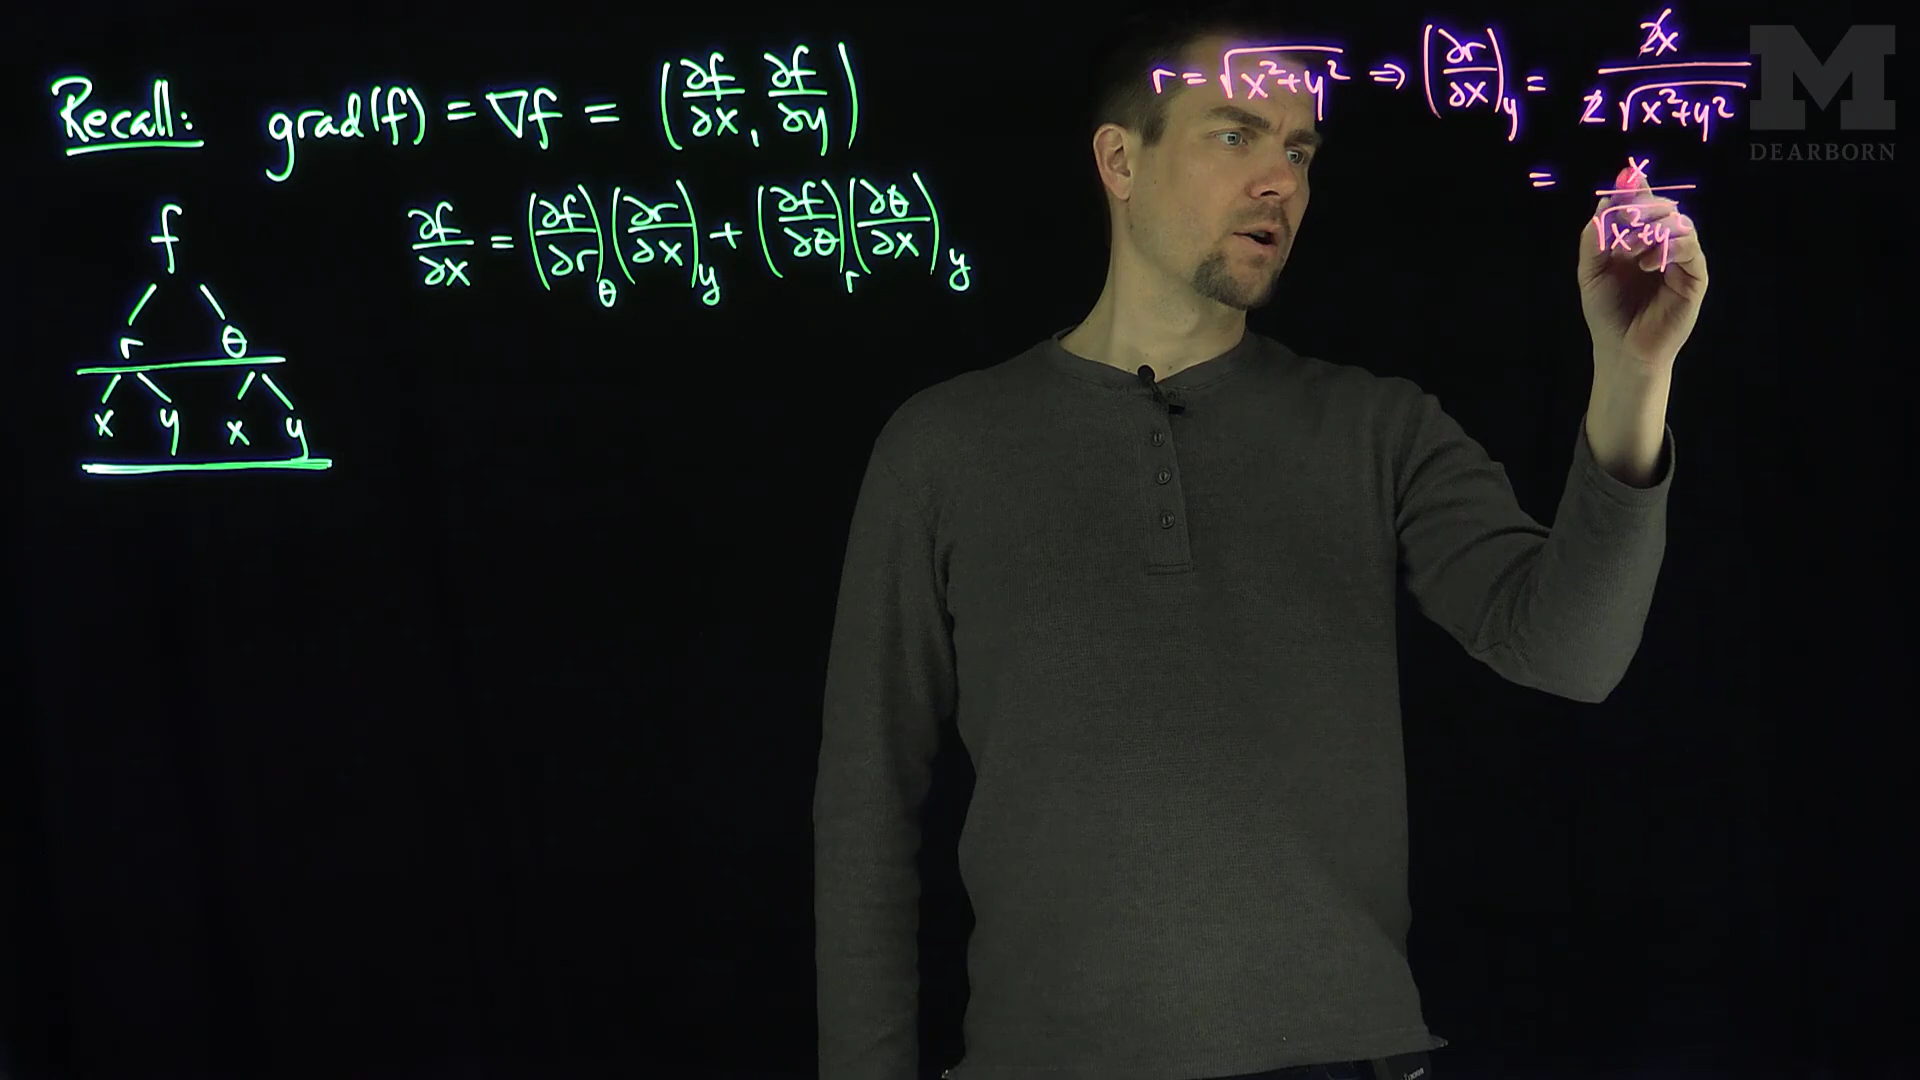 Recall: grad(f) = ∇f = (∂f/∂x, ∂f/∂y)
∂f/∂x = (∂f/∂r)_θ (∂r/∂x)_y + (∂f/∂θ)_r (∂θ/∂x)_y
f
r θ
x y x y
r = √(x²+y²) ⇒ (∂r/∂x)_y = 2x / 2√(x²+y²)
= x / √(x²+y²)
M
DEARBORN